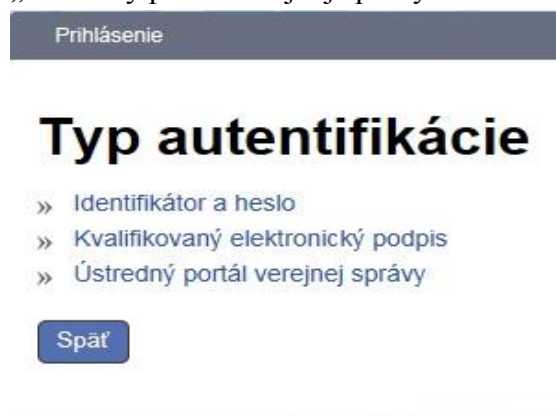 Prihlásenie
Typ autentifikácie
» Identifikátor a heslo
» Kvalifikovaný elektronický podpis
» Ústredný portál verejnej správy
Späť